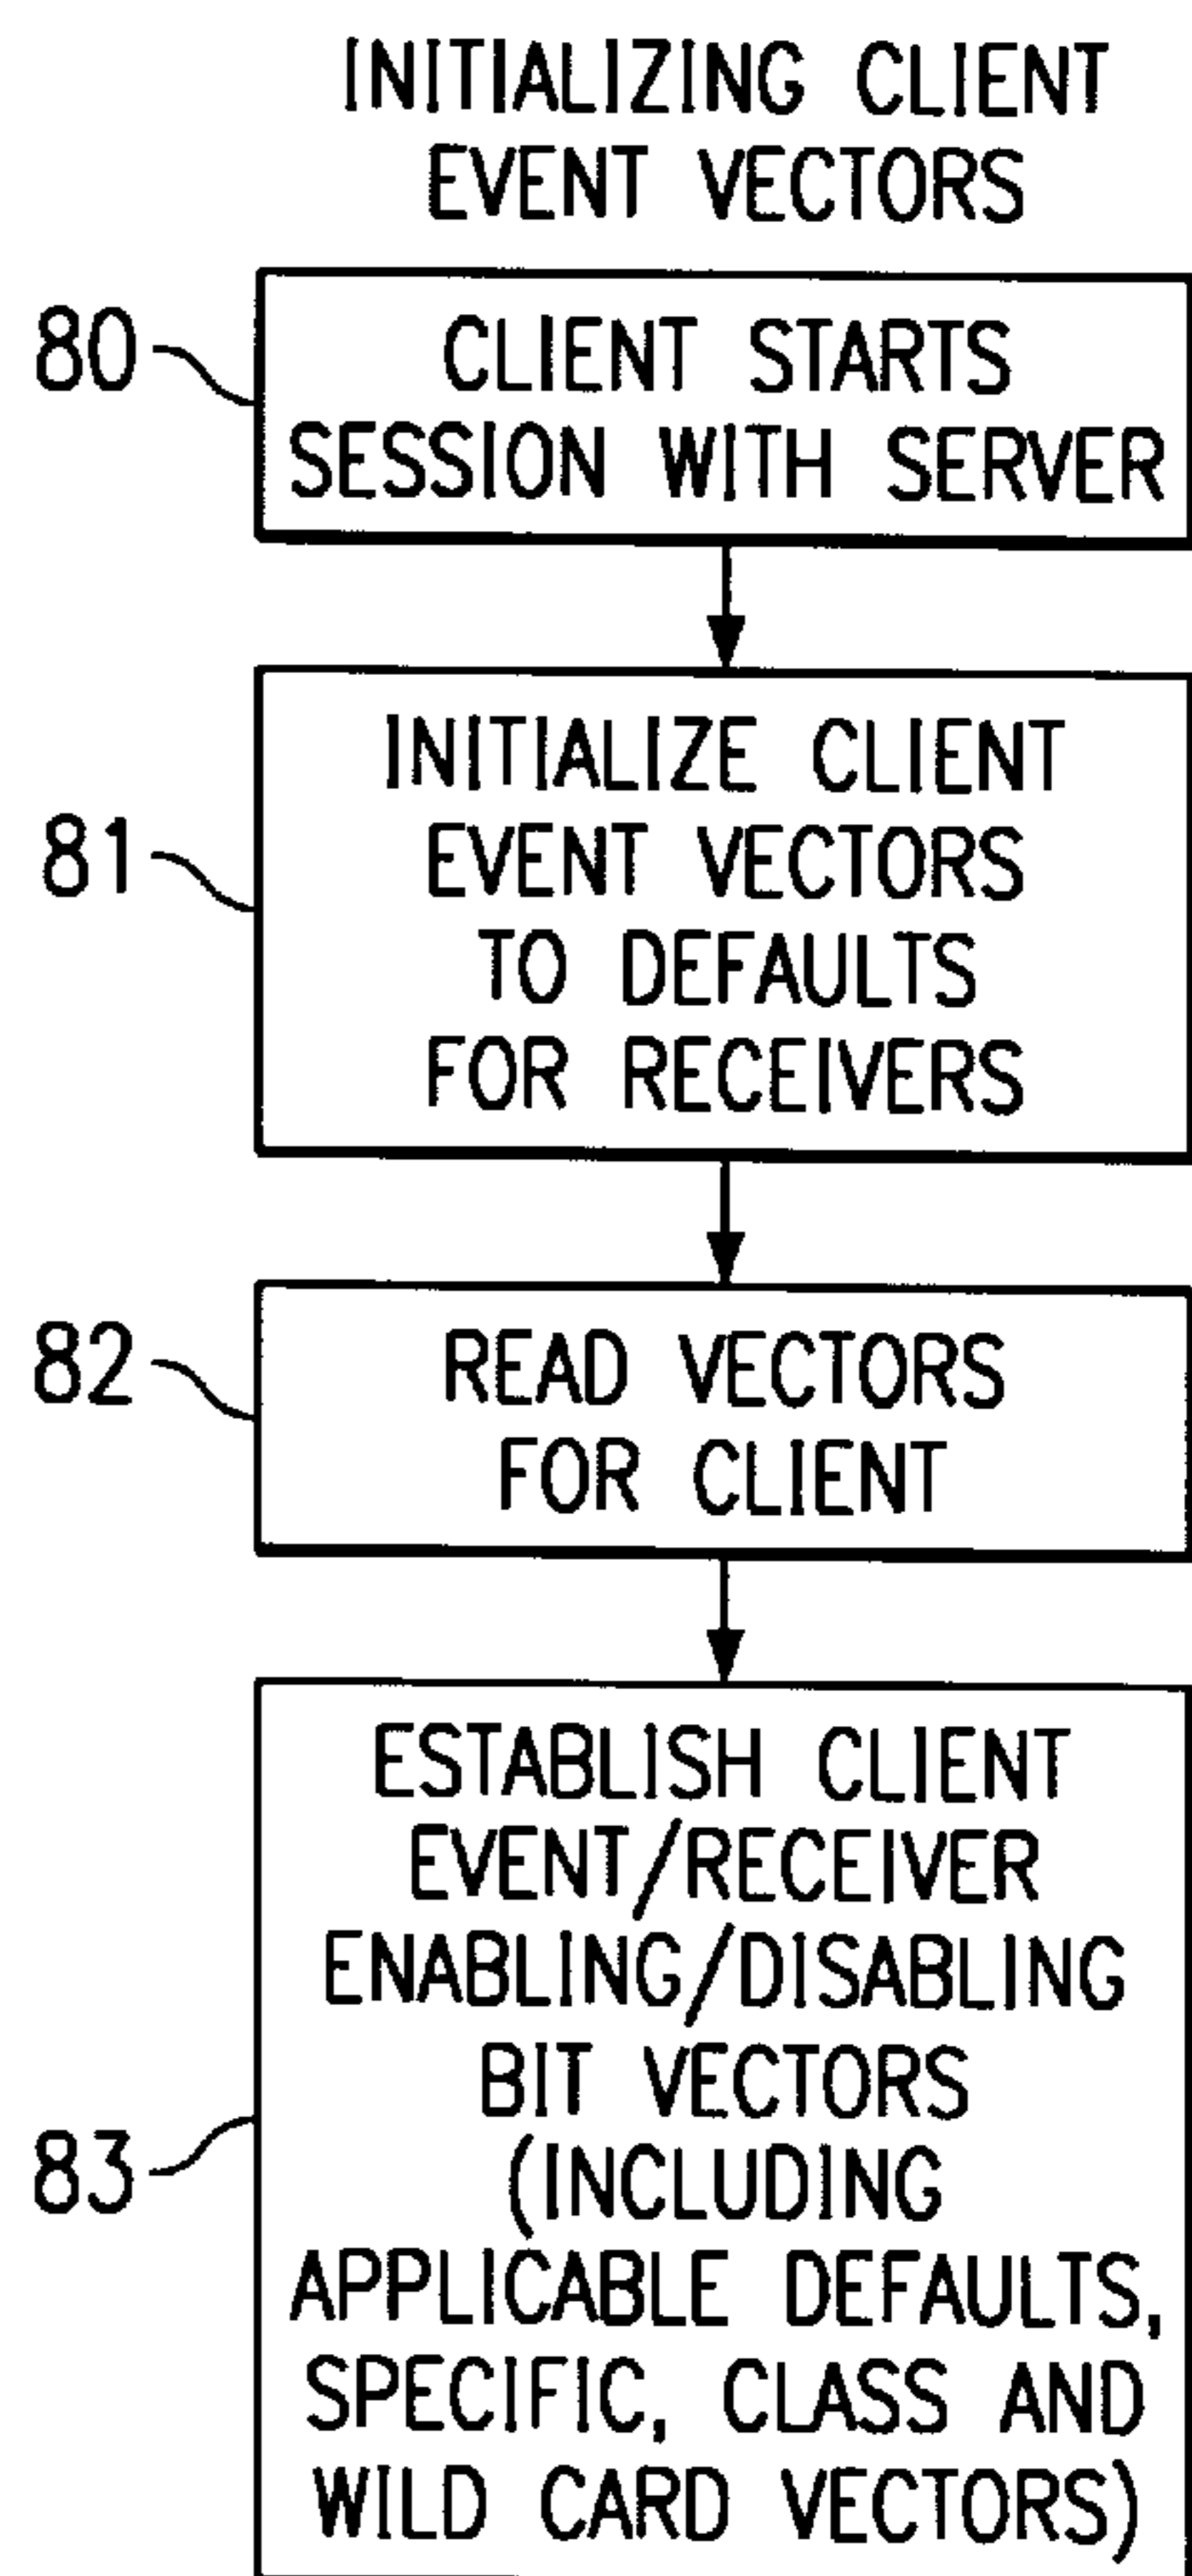 INITIALIZING CLIENT
EVENT VECTORS
80
CLIENT STARTS
SESSION WITH SERVER
81
INITIALIZE CLIENT
EVENT VECTORS
TO DEFAULTS
FOR RECEIVERS
82
READ VECTORS
FOR CLIENT
83
ESTABLISH CLIENT
EVENT/RECEIVER
ENABLING/DISABLING
BIT VECTORS
(INCLUDING
APPLICABLE DEFAULTS,
SPECIFIC, CLASS AND
WILD CARD VECTORS)